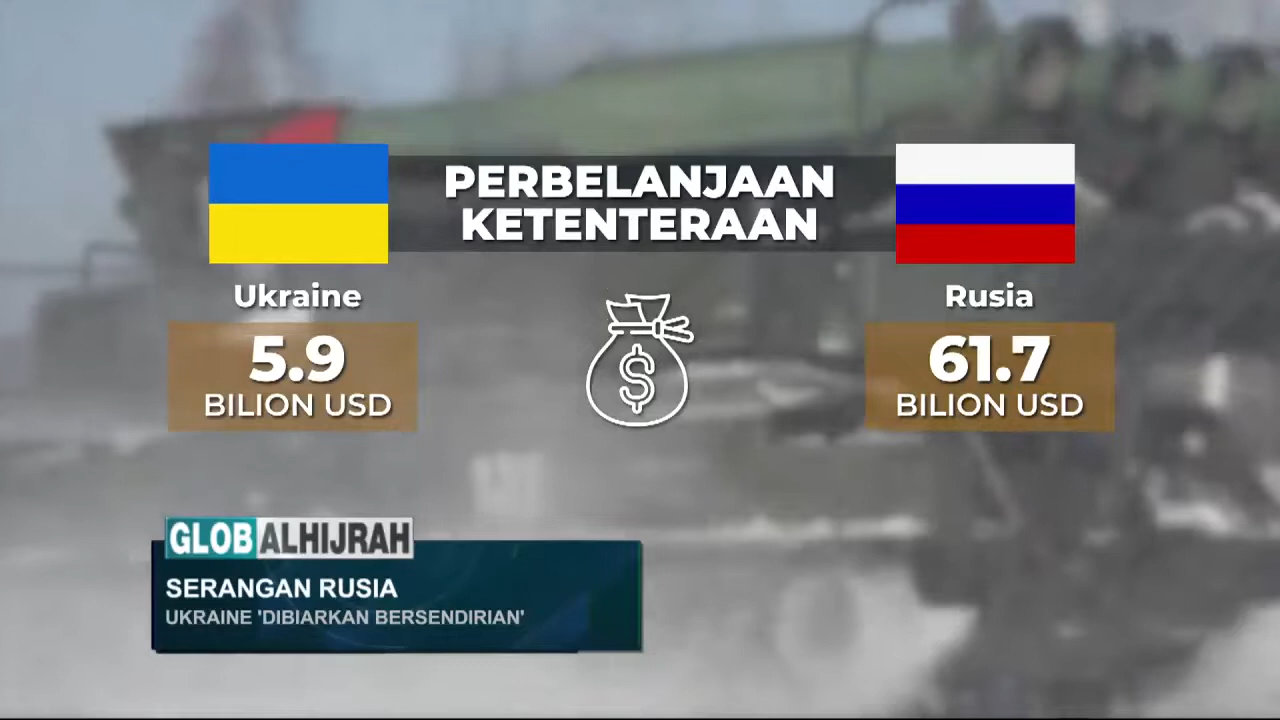 PERBELANJAAN
KETENTERAAN
Ukraine
5.9
BILION USD
$
Rusia
61.7
BILION USD
GLOBALHIJRAH
SERANGAN RUSIA
UKRAINE 'DIBIARKAN BERSENDIRIAN'